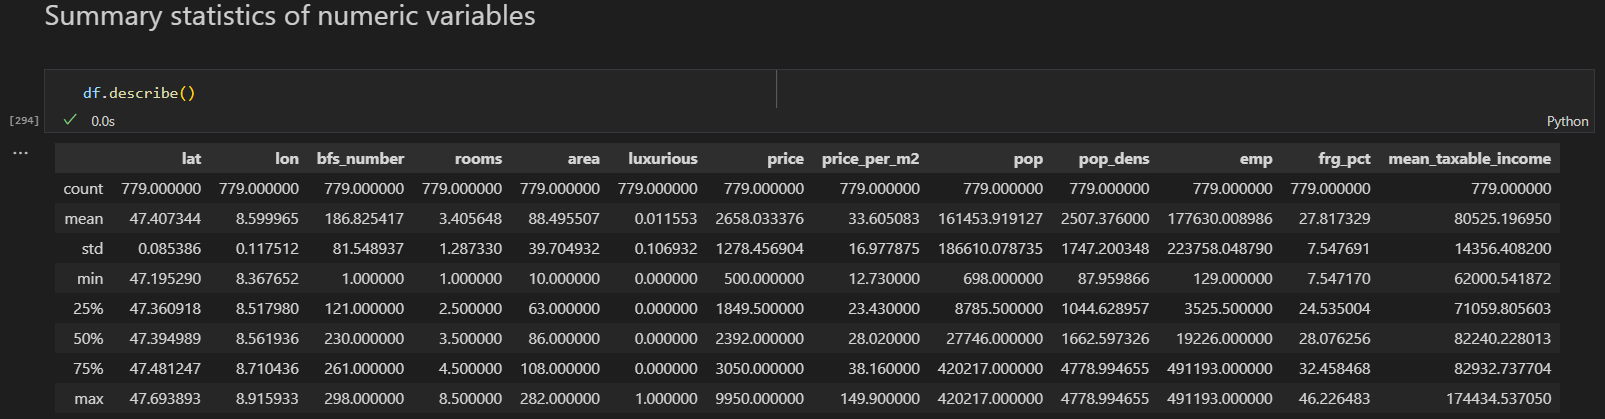 Summary statistics of numeric variables
df.describe()
[294] 0.0s Python
...
lat lon bfs_number rooms area luxurious price price_per_m2 pop pop_dens emp frg_pct mean_taxable_income
count 779.000000 779.000000 779.000000 779.000000 779.000000 779.000000 779.000000 779.000000 779.000000 779.000000 779.000000 779.000000 779.000000
mean 47.407344 8.599965 186.825417 3.405648 88.495507 0.011553 2658.033376 33.605083 161453.919127 2507.376000 177630.008986 27.817329 80525.196950
std 0.085386 0.117512 81.548937 1.287330 39.704932 0.106932 1278.456904 16.977875 186610.078735 1747.200348 223758.048790 7.547691 14356.408200
min 47.195290 8.367652 1.000000 1.000000 10.000000 0.000000 500.000000 12.730000 698.000000 87.959866 129.000000 7.547170 62000.541872
25% 47.360918 8.517980 121.000000 2.500000 63.000000 0.000000 1849.500000 23.430000 8785.500000 1044.628957 3525.500000 24.535004 71059.805603
50% 47.394989 8.561936 230.000000 3.500000 86.000000 0.000000 2392.000000 28.020000 27746.000000 1662.597326 19226.000000 28.076256 82240.228013
75% 47.481247 8.710436 261.000000 4.500000 108.000000 0.000000 3050.000000 38.160000 420217.000000 4778.994655 491193.000000 32.458468 82932.737704
max 47.693893 8.915933 298.000000 8.500000 282.000000 1.000000 9950.000000 149.900000 420217.000000 4778.994655 491193.000000 46.226483 174434.537050